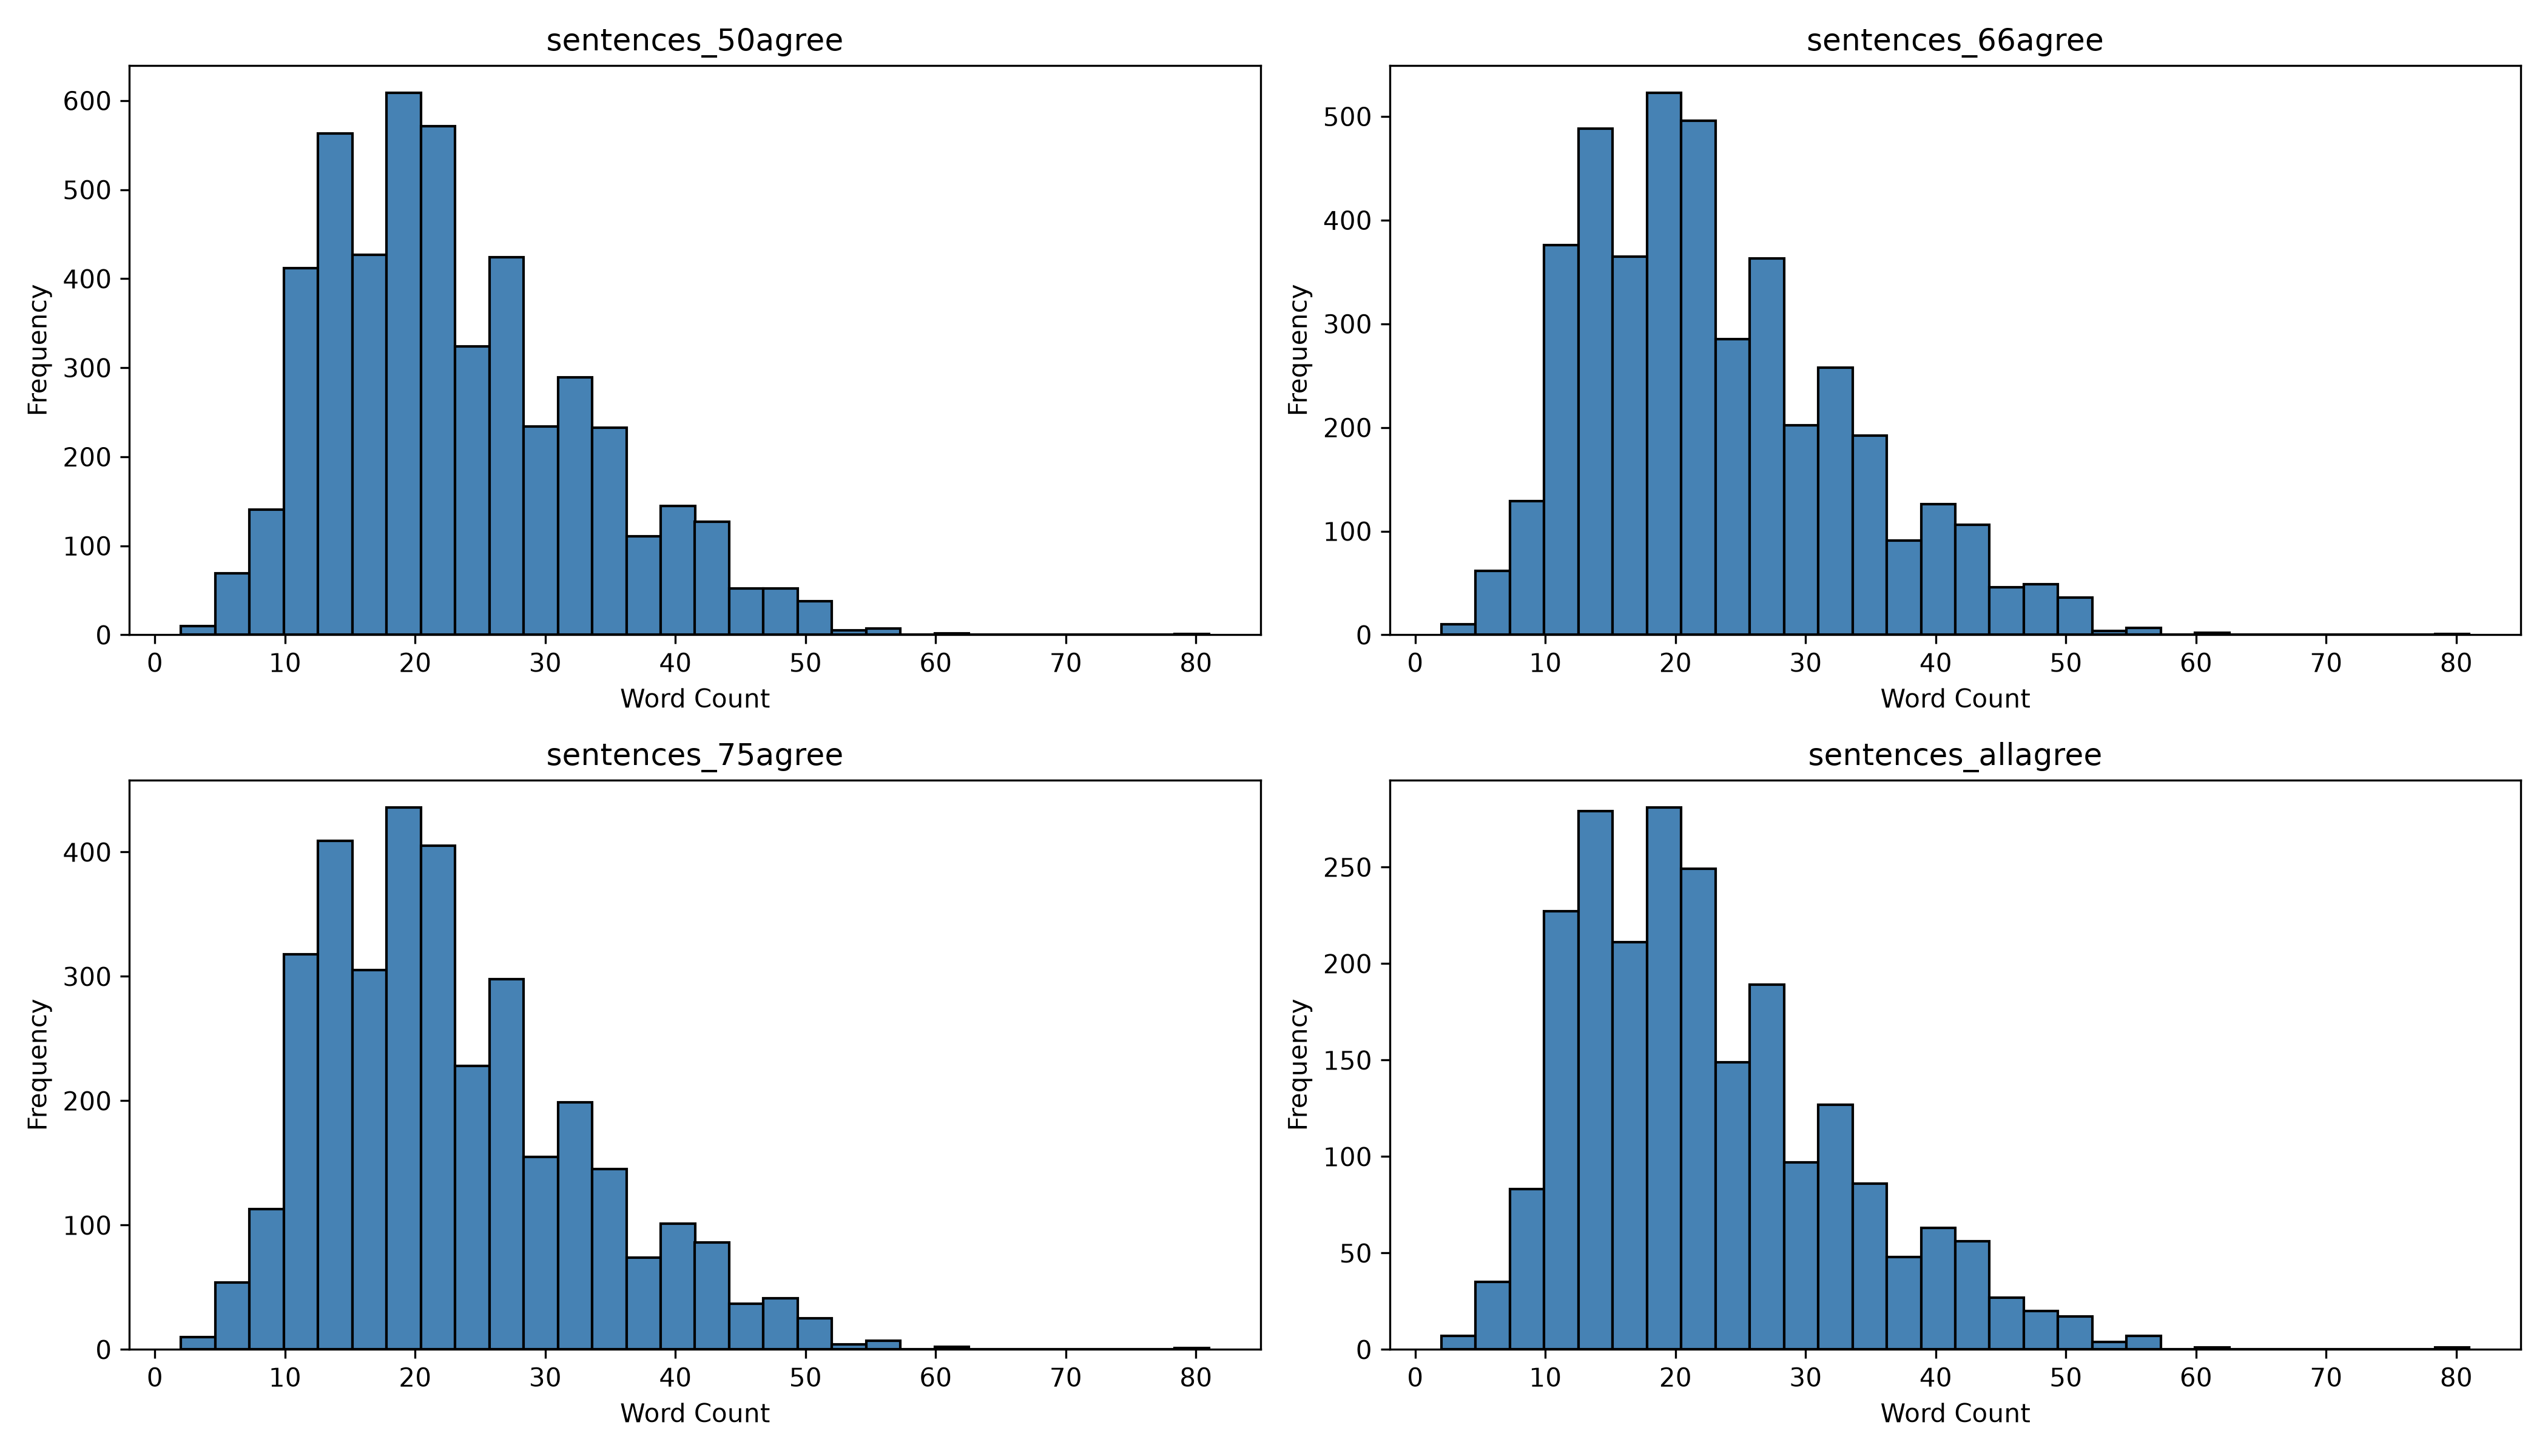 sentences_50agree
600
500
400
300
200
100
0
Frequency
0 10 20 30 40 50 60 70 80
Word Count
sentences_66agree
500
400
300
200
100
0
Frequency
0 10 20 30 40 50 60 70 80
Word Count
sentences_75agree
400
300
200
100
0
Frequency
0 10 20 30 40 50 60 70 80
Word Count
sentences_allagree
250
200
150
100
50
0
Frequency
0 10 20 30 40 50 60 70 80
Word Count